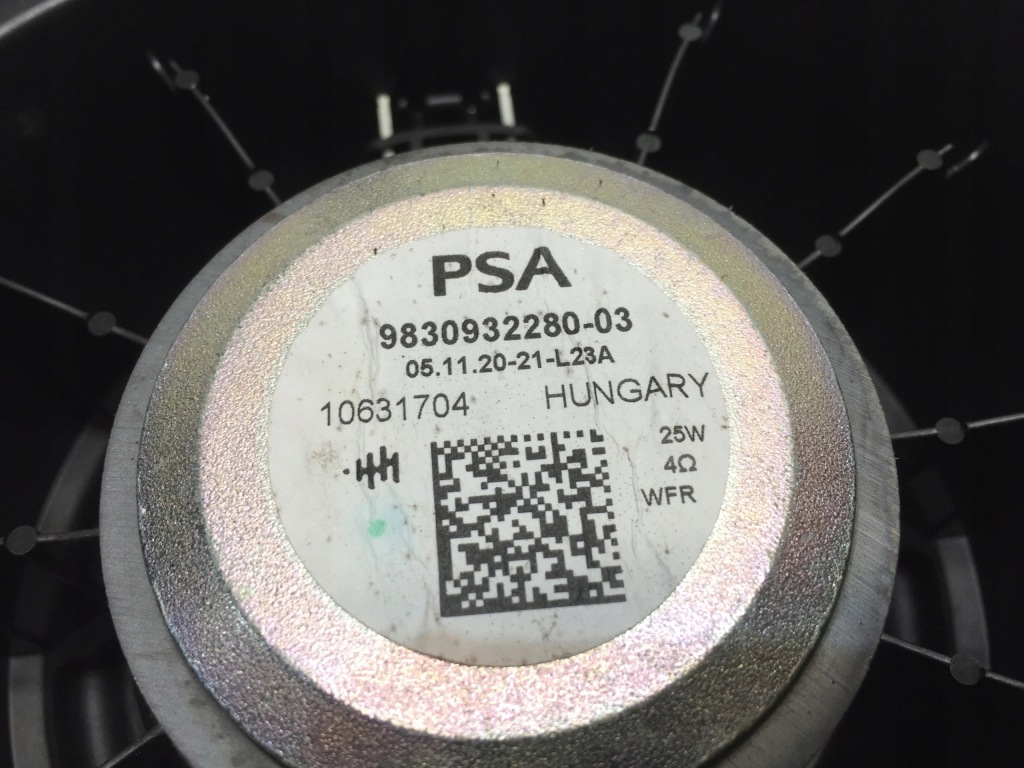 PSA
9830932280-03
05.11.20-21-L23A
10631704 HUNGARY
25W
4Ω
WFR